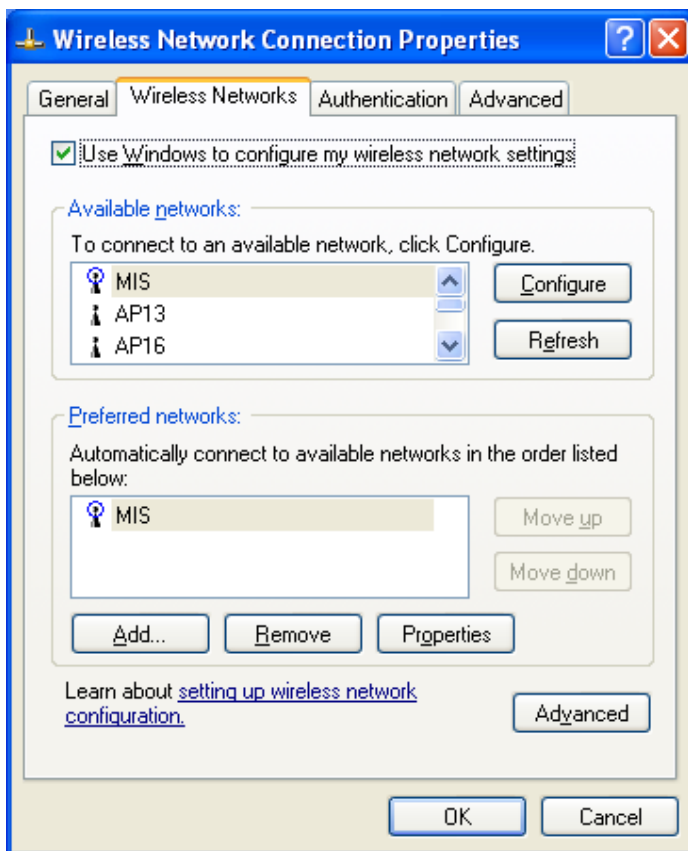 Wireless Network Connection Properties
General Wireless Networks Authentication Advanced
Use Windows to configure my wireless network settings
Available networks:
To connect to an available network, click Configure.
MIS
AP13
AP16
Configure
Refresh
Preferred networks:
Automatically connect to available networks in the order listed
below:
MIS
Move up
Move down
Add... Remove Properties
Learn about setting up wireless network
configuration.
Advanced
OK Cancel